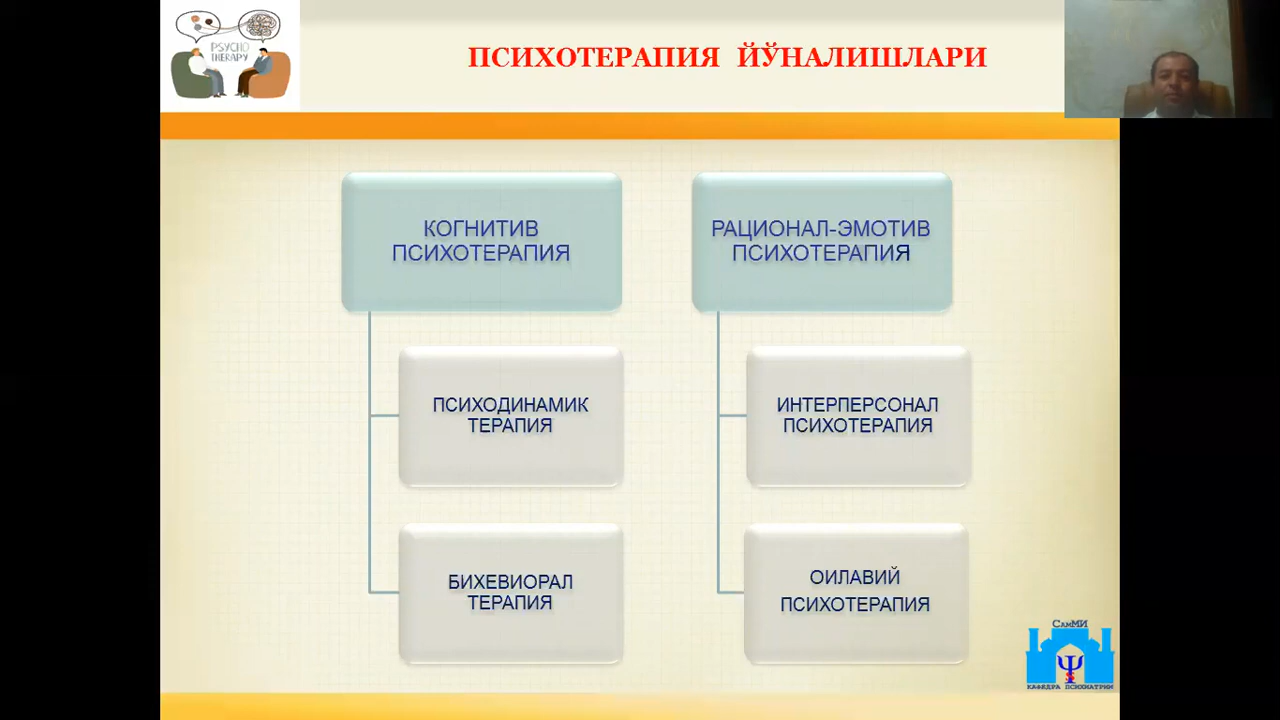 PSYCHO
THERAPY
ПСИХОТЕРАПИЯ ЙЎНАЛИШЛАРИ
КОГНИТИВ
ПСИХОТЕРАПИЯ
ПСИХОДИНАМИК
ТЕРАПИЯ
БИХЕВИОРАЛ
ТЕРАПИЯ
РАЦИОНАЛ-ЭМОТИВ
ПСИХОТЕРАПИЯ
ИНТЕРПЕРСОНАЛ
ПСИХОТЕРАПИЯ
ОИЛАВИЙ
ПСИХОТЕРАПИЯ
СамМИ
Ψ
КАФЕДРА ПСИХИАТРИИ